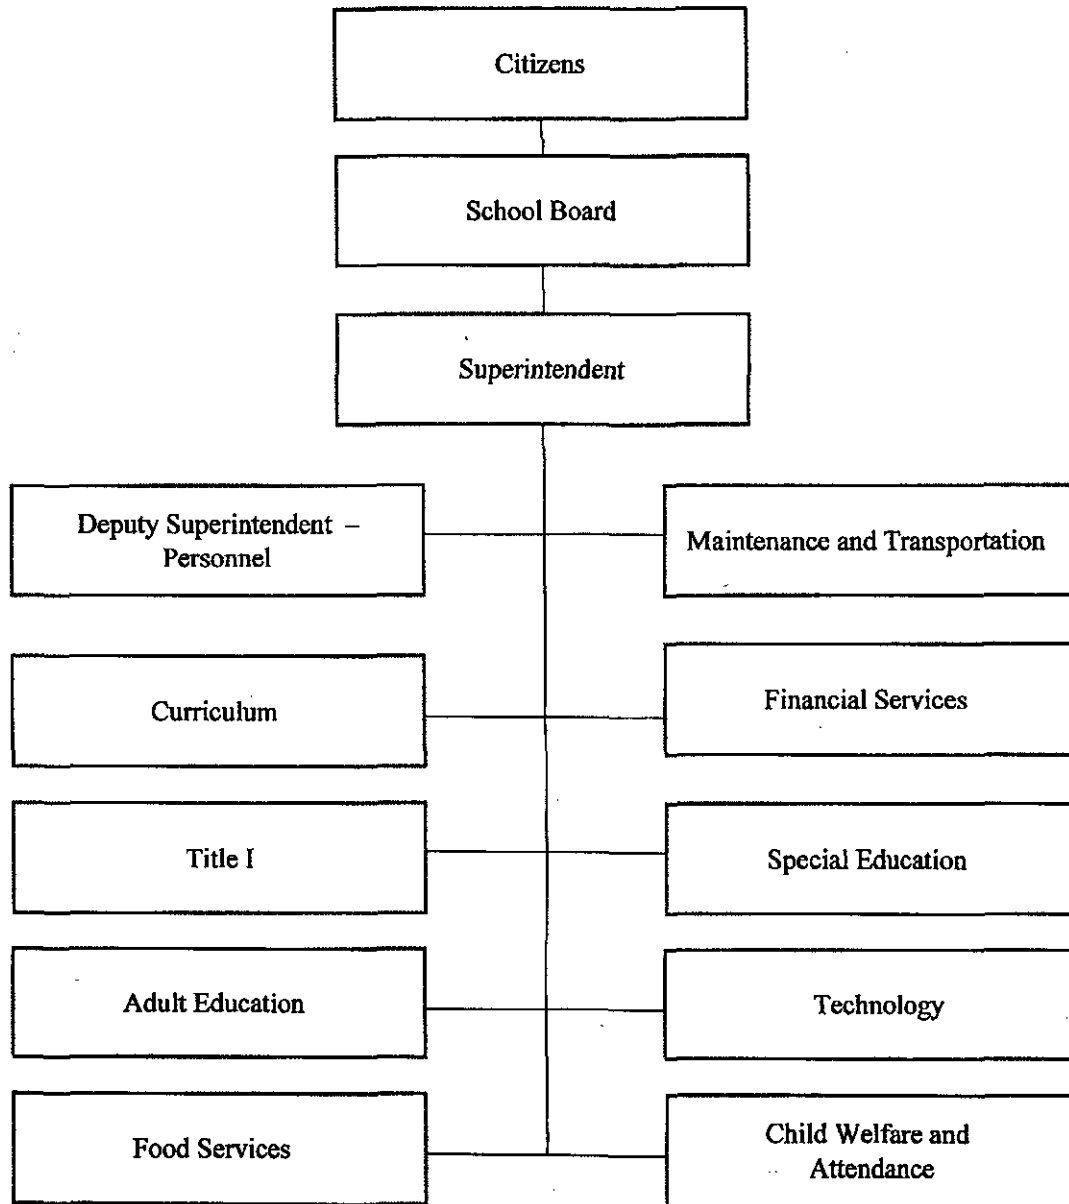 Citizens
School Board
Superintendent
Deputy Superintendent –
Personnel
Maintenance and Transportation
Curriculum
Financial Services
Title I
Special Education
Adult Education
Technology
Food Services
Child Welfare and
Attendance